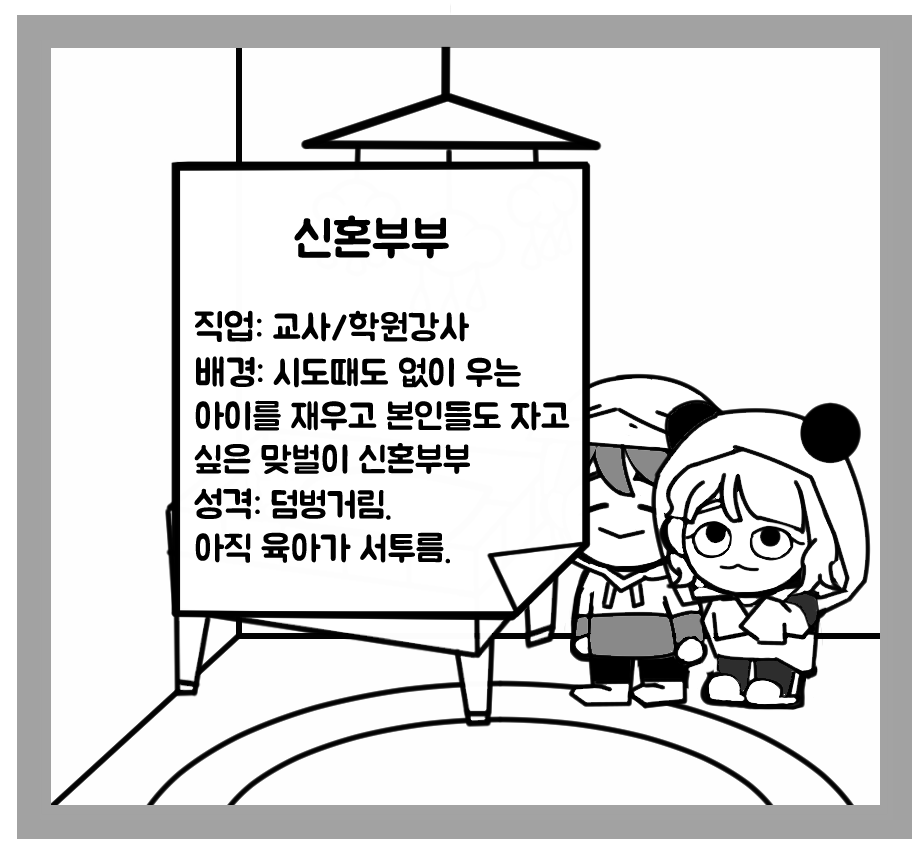 신혼부부
직업: 교사/학원강사
배경: 시도때도 없이 우는
아이를 재우고 본인들도 자고
싶은 맞벌이 신혼부부
성격: 덤벙거림.
아직 육아가 서투름.